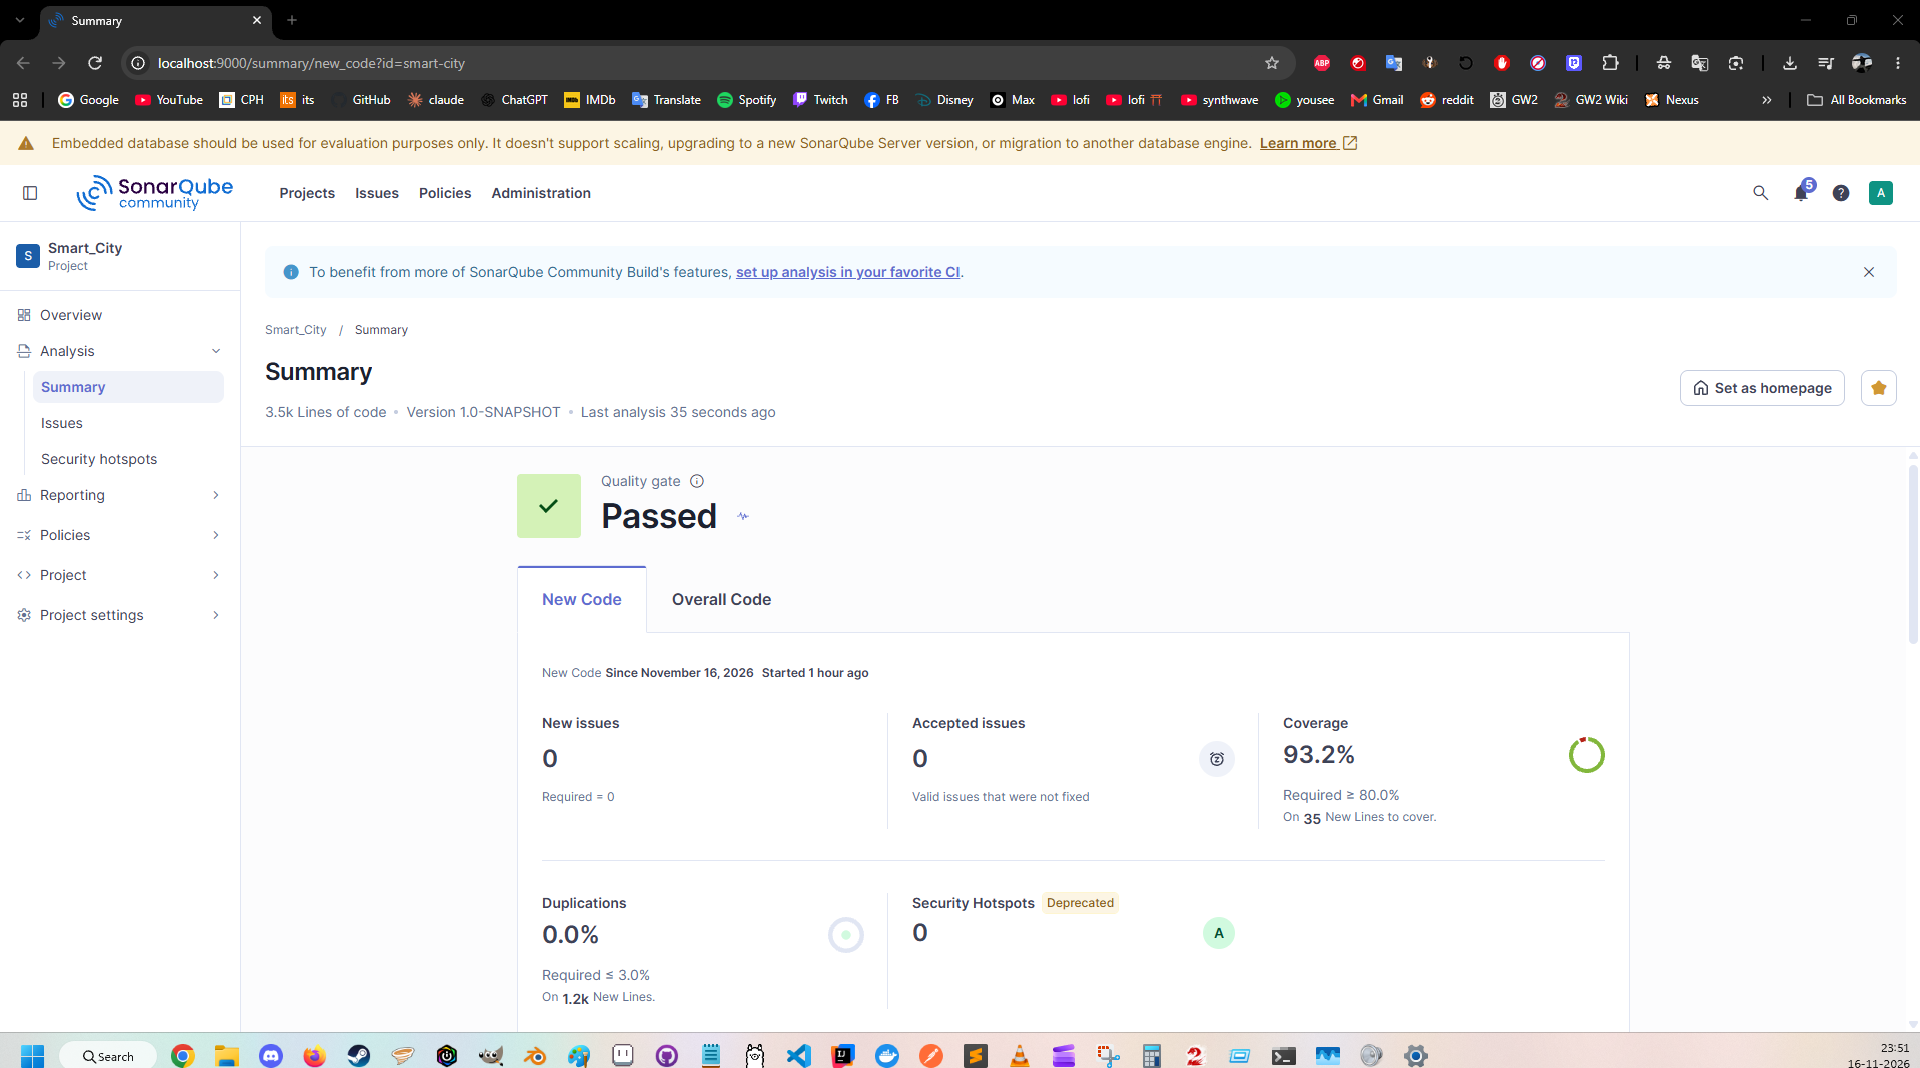 Summary
localhost:9000/summary/new_code?id=smart-city
ABP
Google YouTube CPH its its GitHub claude ChatGPT IMDb Translate Spotify Twitch FB Disney Max lofi lofi synthwave yousee Gmail reddit GW2 GW2 Wiki Nexus » All Bookmarks
Embedded database should be used for evaluation purposes only. It doesn't support scaling, upgrading to a new SonarQube Server version, or migration to another database engine. Learn more
SonarQube community
Projects Issues Policies Administration
5
?
A
S
Smart_City
Project
Overview
Analysis
Summary
Issues
Security hotspots
Reporting
Policies
Project
Project settings
To benefit from more of SonarQube Community Build's features, set up analysis in your favorite CI.
Smart_City / Summary
Summary
3.5k Lines of code • Version 1.0-SNAPSHOT • Last analysis 35 seconds ago
Set as homepage
Quality gate
Passed
New Code Overall Code
New Code Since November 16, 2026 Started 1 hour ago
New issues
0
Required = 0
Accepted issues
0
Valid issues that were not fixed
Coverage
93.2%
Required ≥ 80.0%
On 35 New Lines to cover.
Duplications
0.0%
Required ≤ 3.0%
On 1.2k New Lines.
Security Hotspots Deprecated
0
A
Search
23:51
16-11-2026